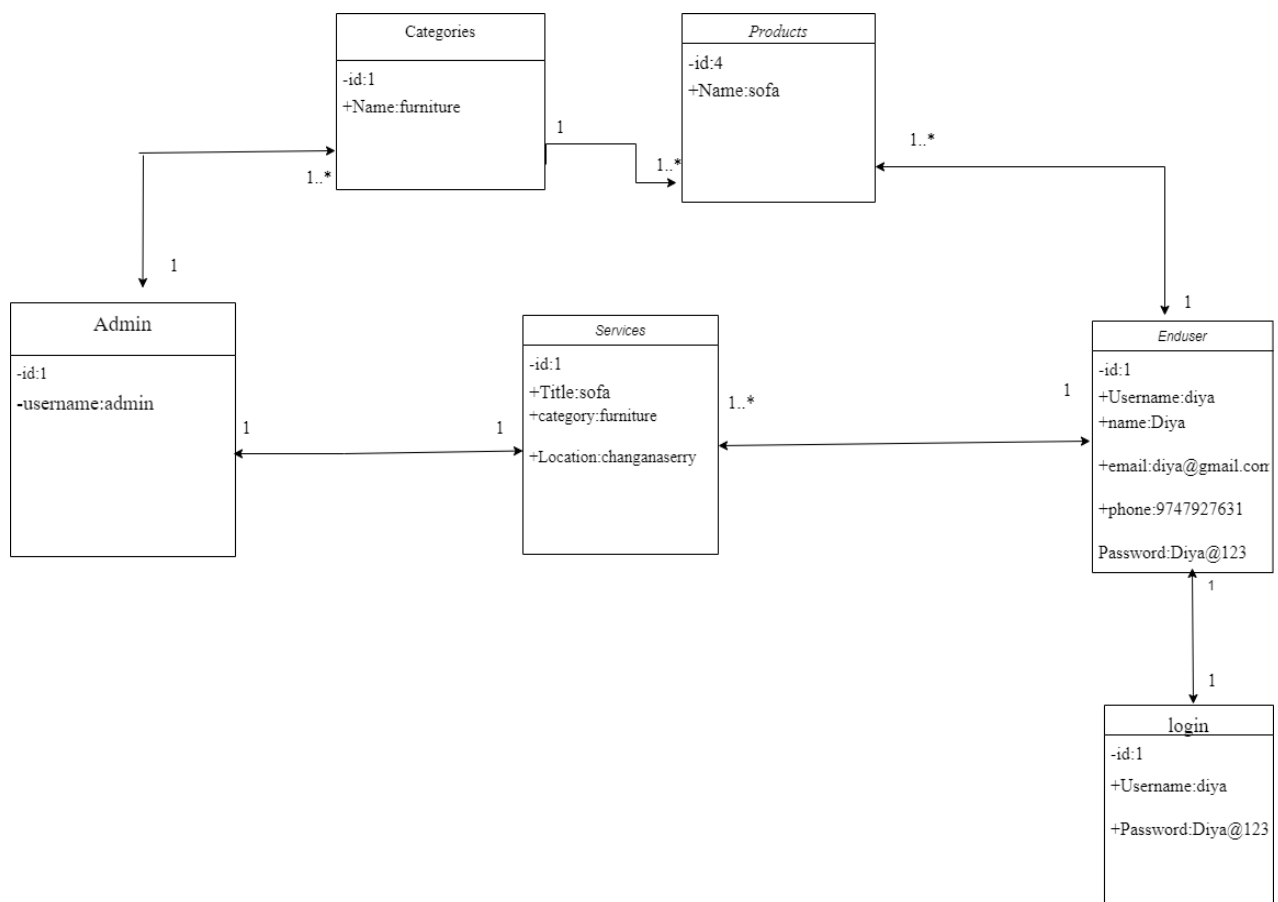 Categories
-id:1
+Name:furniture
Products
-id:4
+Name:sofa
1
1..*
1..*
1..*
1
1
Admin
-id:1
-username:admin
1
1
Services
-id:1
+Title:sofa
+category:furniture
+Location:changanaserry
1..*
1
Enduser
-id:1
+Username:diya
+name:Diya
+email:diya@gmail.com
+phone:9747927631
Password:Diya@123
1
1
login
-id:1
+Username:diya
+Password:Diya@123